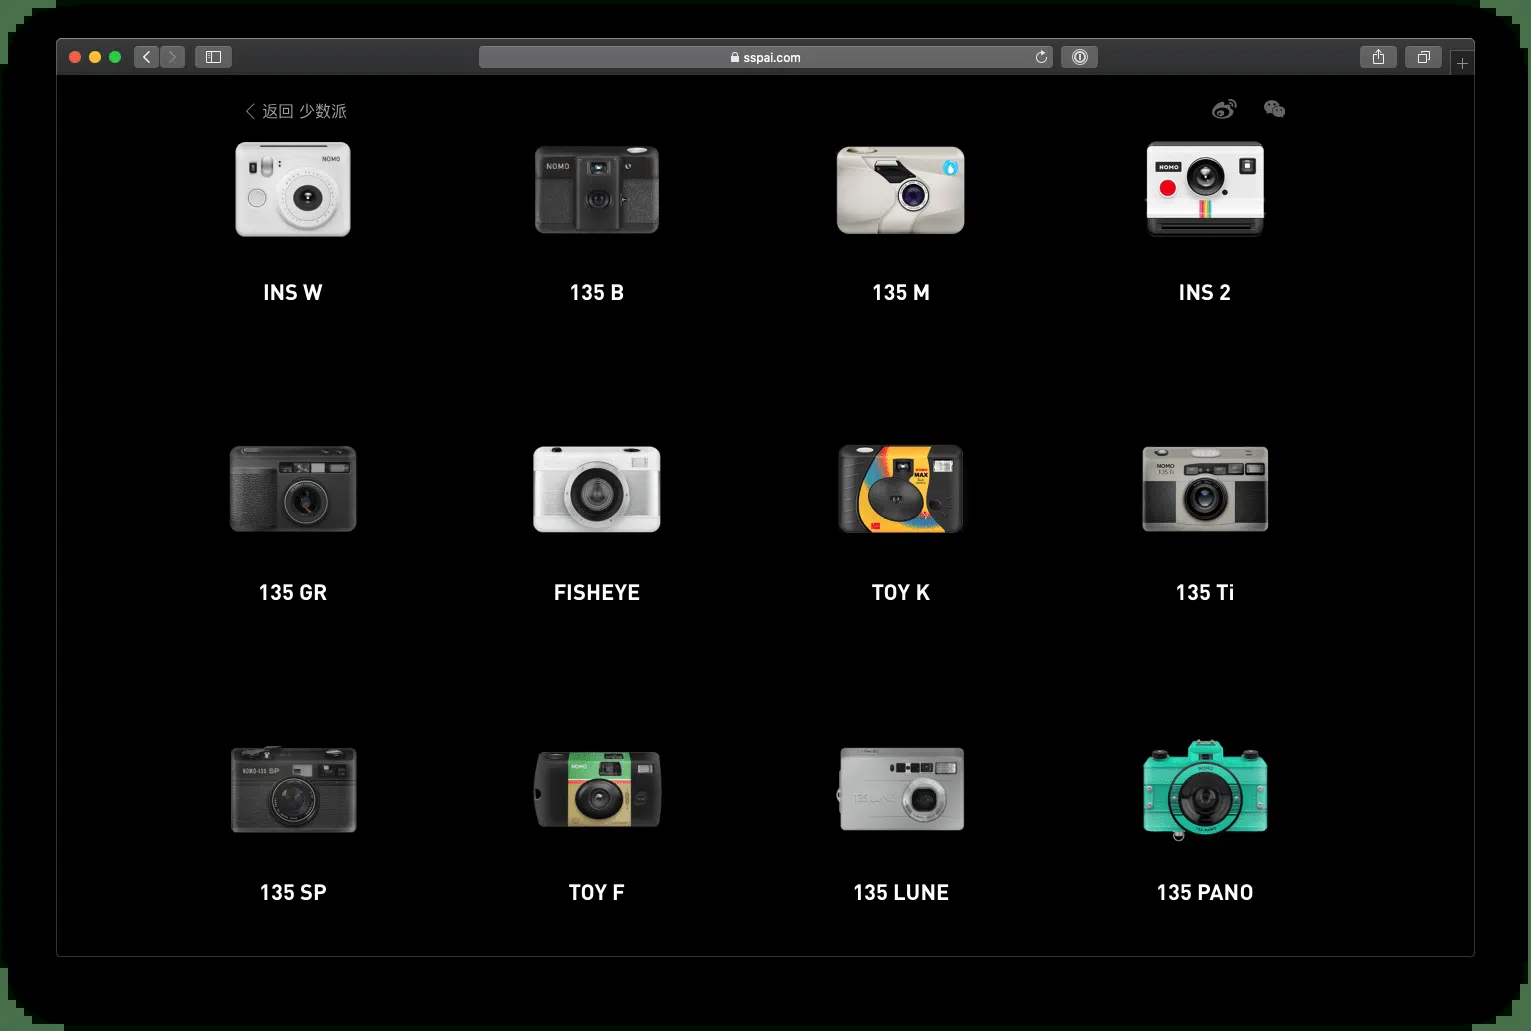 sspai.com
返回 少数派
NOMO
NOMO
NOMO
INS W
135 B
135 M
INS 2
MAX
NOMO
135 Ti
135 GR
FISHEYE
TOY K
135 Ti
NOMO-135 SP
NOMO
135 LUNE
NOMO
135 PANO
135 SP
TOY F
135 LUNE
135 PANO